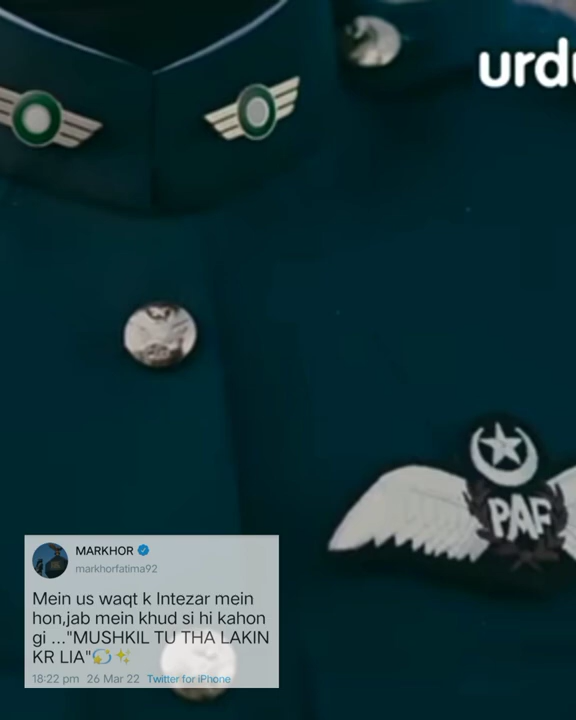 urdu
PAF
MARKHOR
markhorfatima92
Mein us waqt k Intezar mein
hon,jab mein khud si hi kahon
gi ..."MUSHKIL TU THA LAKIN
KR LIA"💫✨
18:22 pm 26 Mar 22 Twitter for iPhone